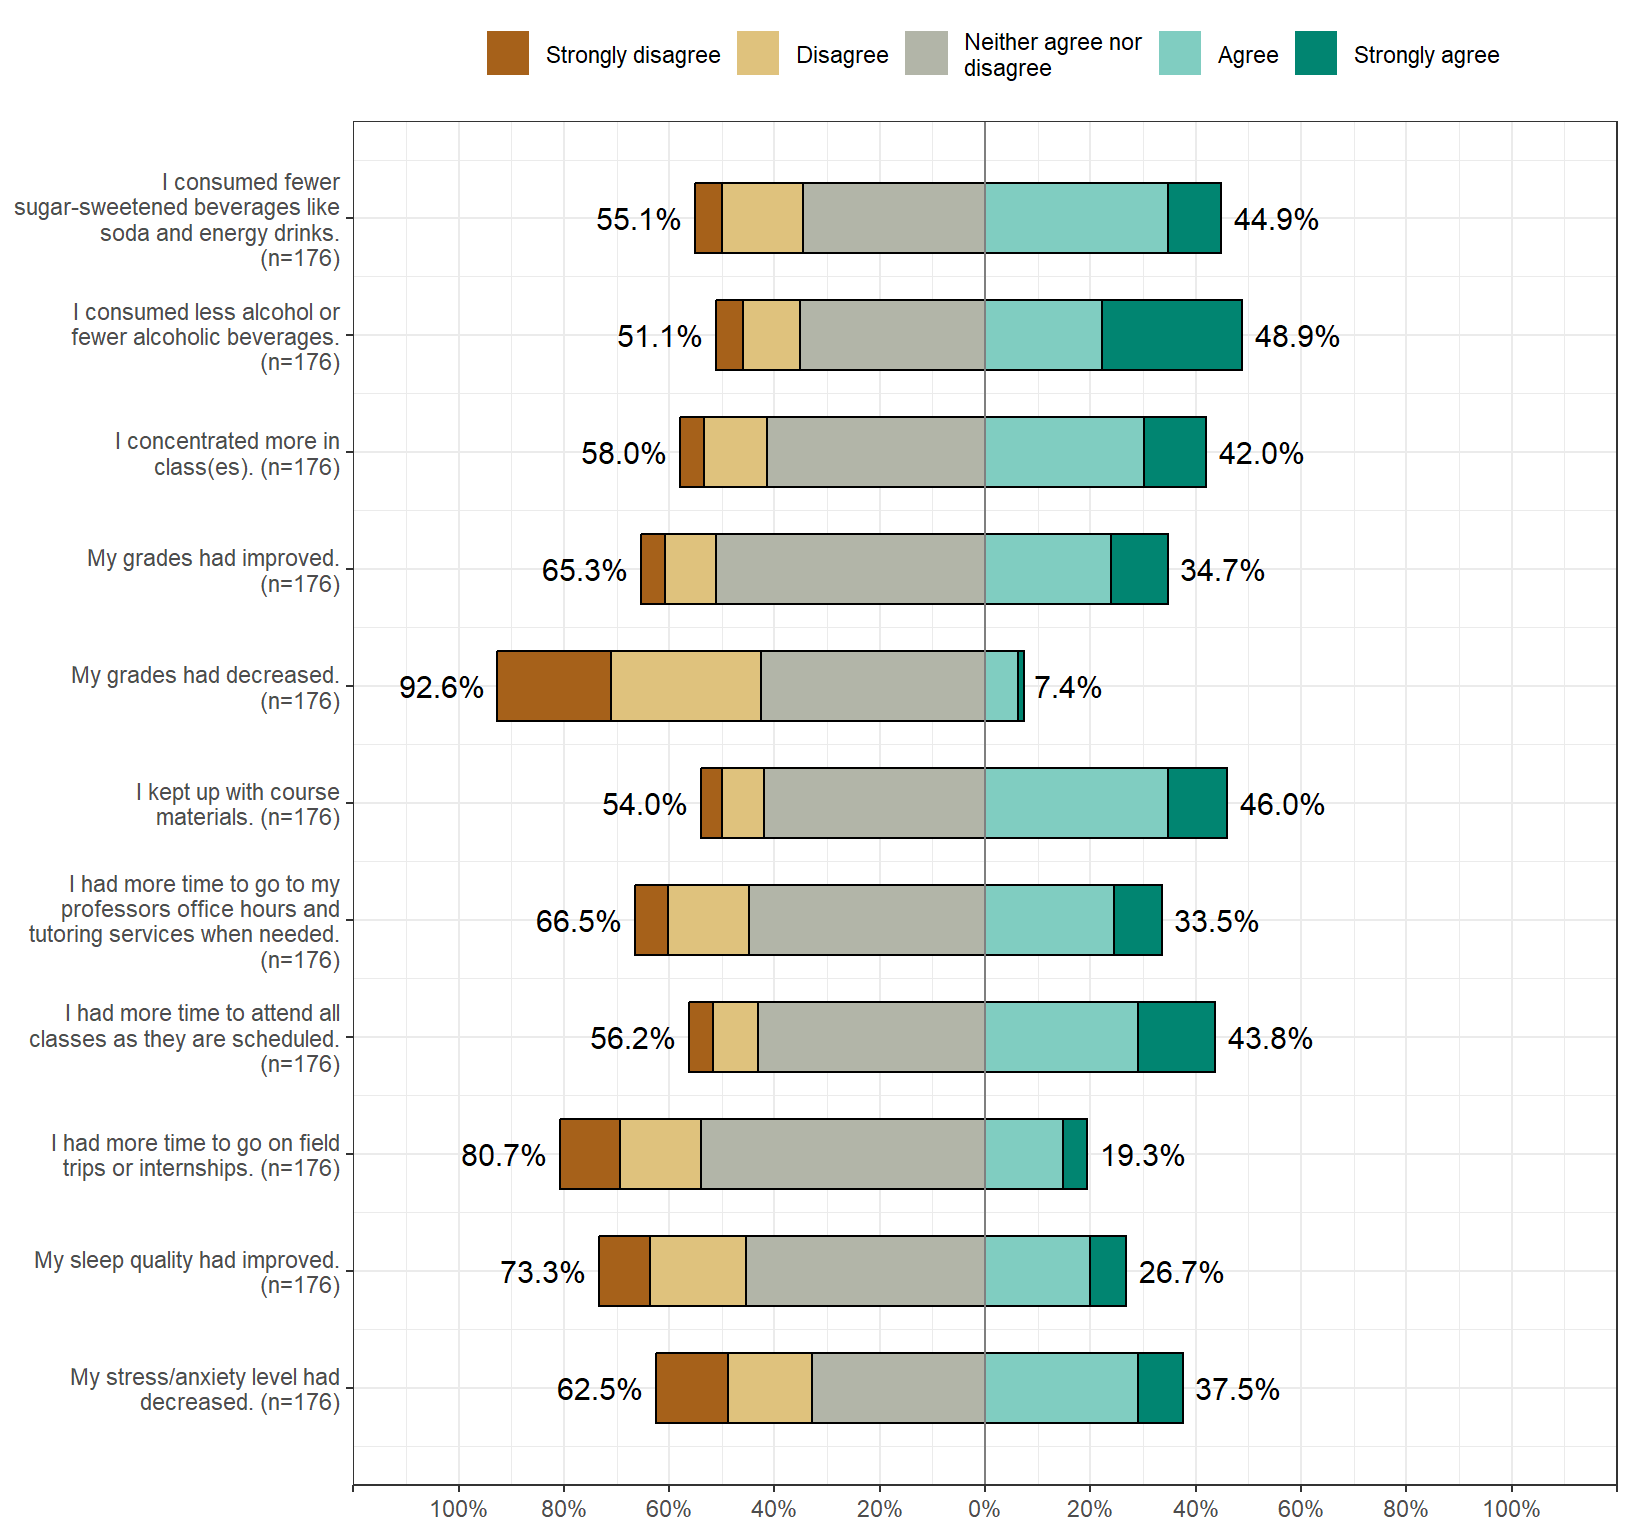 Strongly disagree
Disagree
Neither agree nor
disagree
Agree
Strongly agree
I consumed fewer
sugar-sweetened beverages like
soda and energy drinks.
(n=176)
55.1%
44.9%
I consumed less alcohol or
fewer alcoholic beverages.
(n=176)
51.1%
48.9%
I concentrated more in
class(es). (n=176)
58.0%
42.0%
My grades had improved.
(n=176)
65.3%
34.7%
My grades had decreased.
(n=176)
92.6%
7.4%
I kept up with course
materials. (n=176)
54.0%
46.0%
I had more time to go to my
professors office hours and
tutoring services when needed.
(n=176)
66.5%
33.5%
I had more time to attend all
classes as they are scheduled.
(n=176)
56.2%
43.8%
I had more time to go on field
trips or internships. (n=176)
80.7%
19.3%
My sleep quality had improved.
(n=176)
73.3%
26.7%
My stress/anxiety level had
decreased. (n=176)
62.5%
37.5%
100% 80% 60% 40% 20% 0% 20% 40% 60% 80% 100%